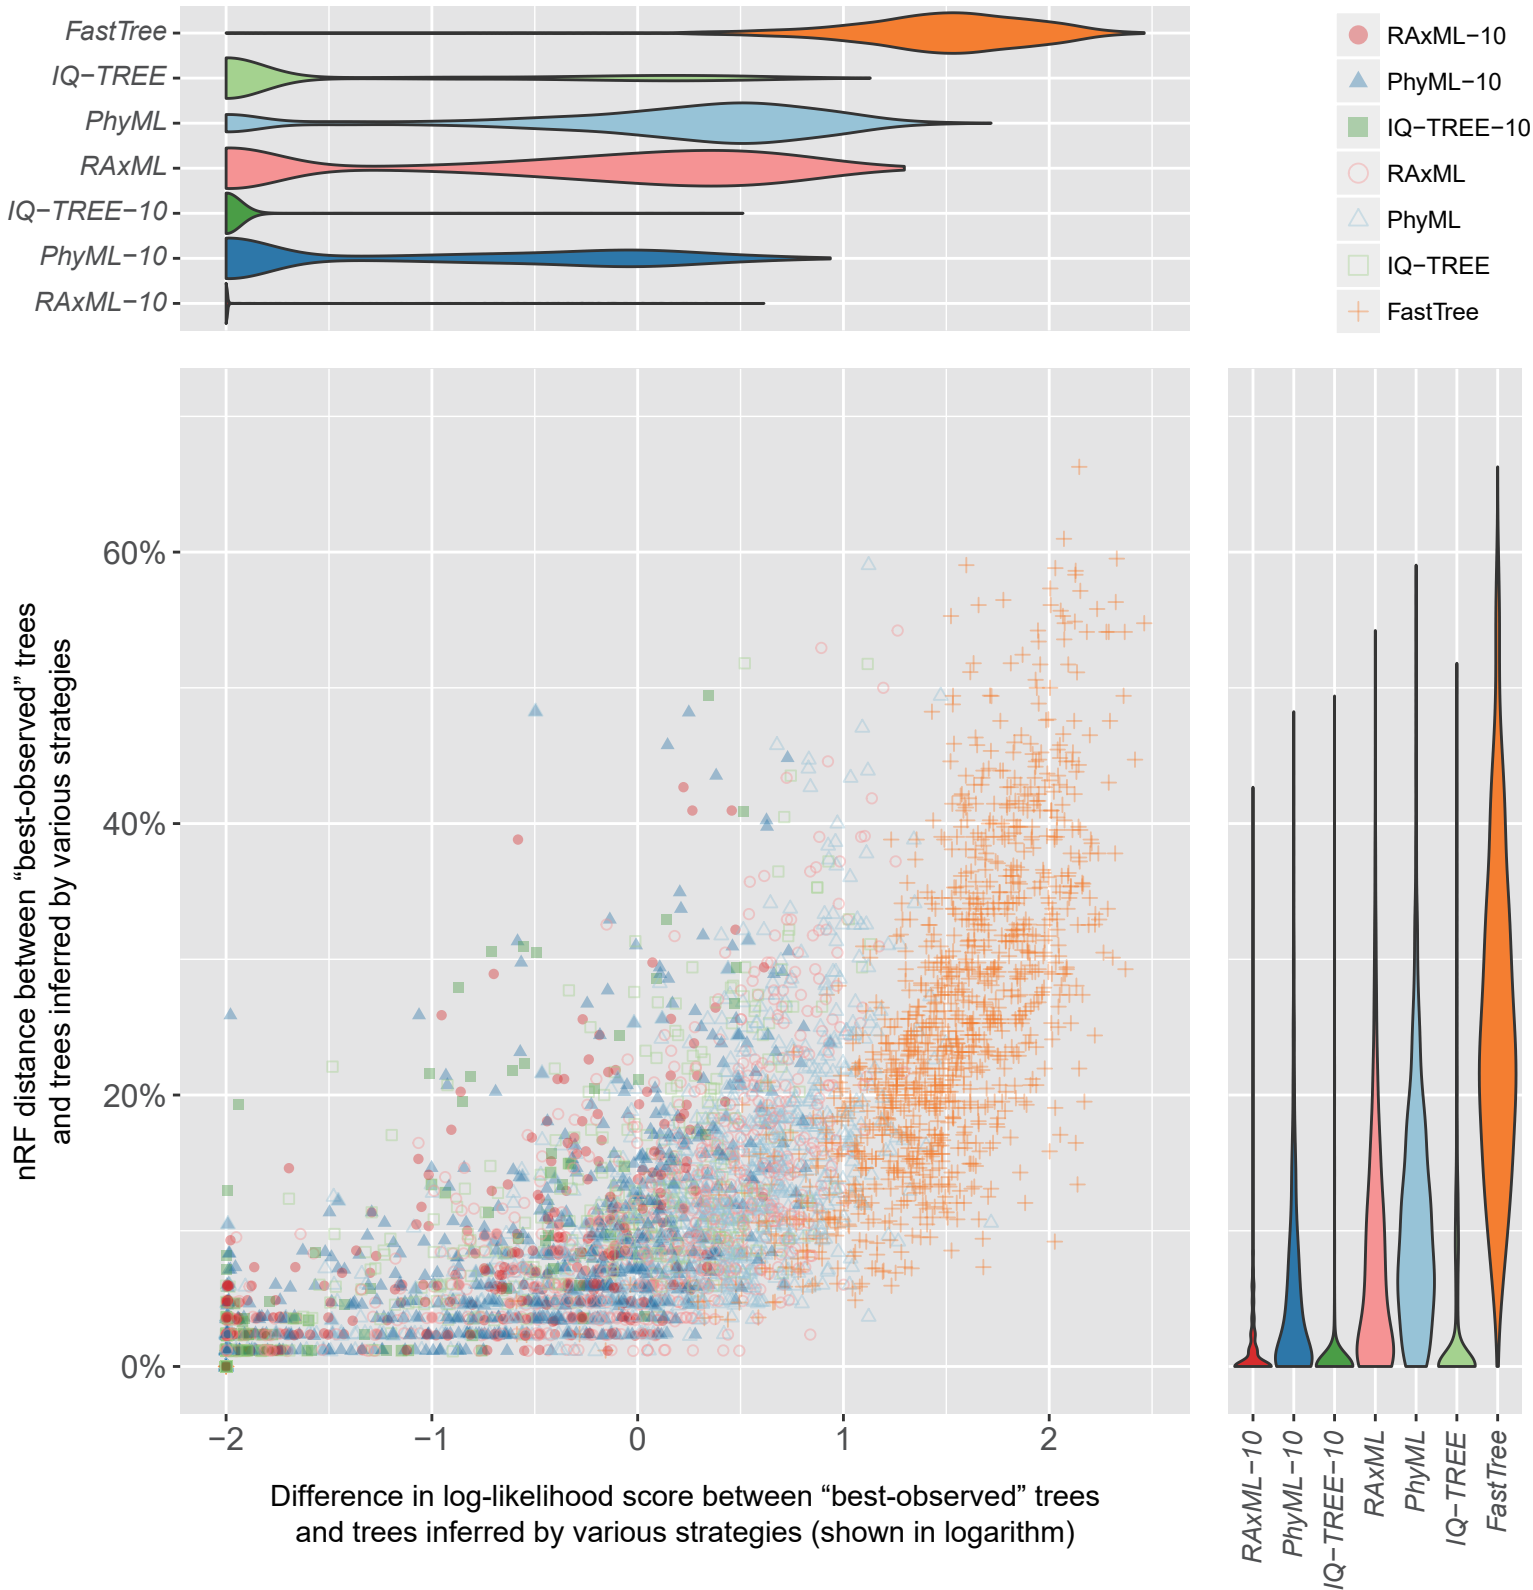 FastTree
IQ−TREE
PhyML
RAxML
IQ−TREE−10
PhyML−10
RAxML−10
RAxML−10
PhyML−10
IQ−TREE−10
RAxML
PhyML
IQ−TREE
FastTree
nRF distance between “best-observed” trees
and trees inferred by various strategies
60%
40%
20%
0%
−2
−1
0
1
2
Difference in log-likelihood score between “best-observed” trees
and trees inferred by various strategies (shown in logarithm)
RAxML−10
PhyML−10
IQ−TREE−10
RAxML
PhyML
IQ−TREE
FastTree